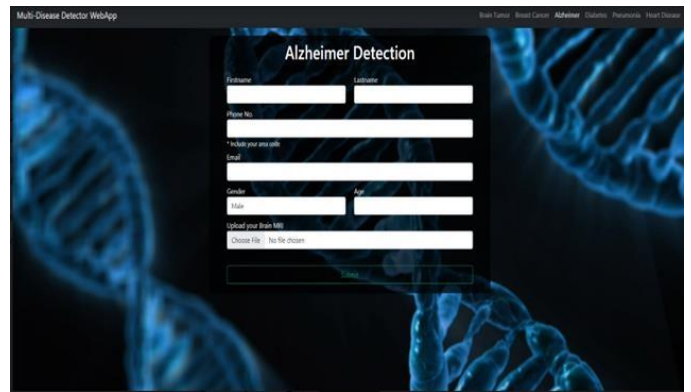 Multi-Disease Detector WebApp
Brain Tumor Breast Cancer Alzheimer Diabetes Pneumonia Heart Disease
Alzheimer Detection
Firstname Lastname
Phone No.
* Include your area code
Email
Gender Age
Male
Upload your Brain MRI
Choose File No file chosen
Submit